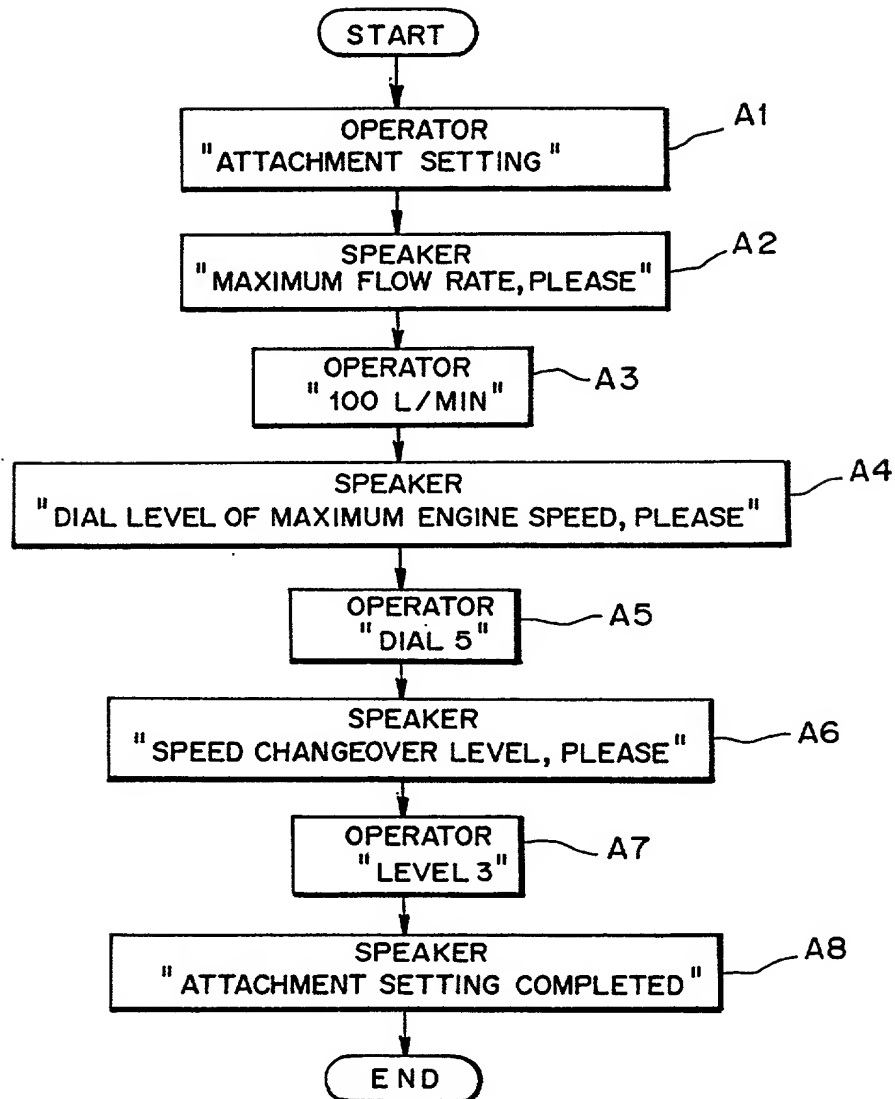 START
OPERATOR
"ATTACHMENT SETTING"
A1
SPEAKER
"MAXIMUM FLOW RATE, PLEASE"
A2
OPERATOR
"100 L/MIN"
A3
SPEAKER
"DIAL LEVEL OF MAXIMUM ENGINE SPEED, PLEASE"
A4
OPERATOR
"DIAL 5"
A5
SPEAKER
"SPEED CHANGEOVER LEVEL, PLEASE"
A6
OPERATOR
"LEVEL 3"
A7
SPEAKER
"ATTACHMENT SETTING COMPLETED"
A8
END